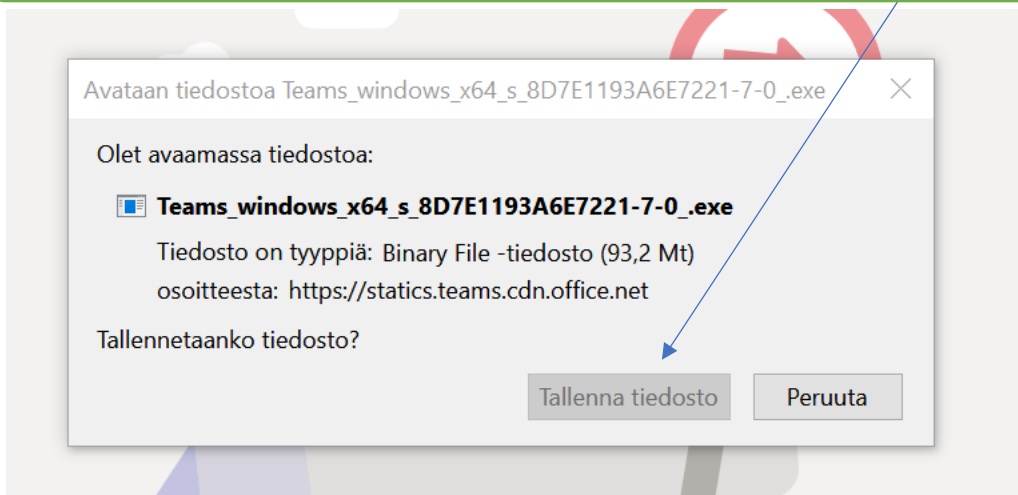 Avataan tiedostoa Teams_windows_x64_s_8D7E1193A6E7221-7-0_.exe
Olet avaamassa tiedostoa:
Teams_windows_x64_s_8D7E1193A6E7221-7-0_.exe
Tiedosto on tyyppiä: Binary File -tiedosto (93,2 Mt)
osoitteesta: https://statics.teams.cdn.office.net
Tallennetaanko tiedosto?
Tallenna tiedosto Peruuta